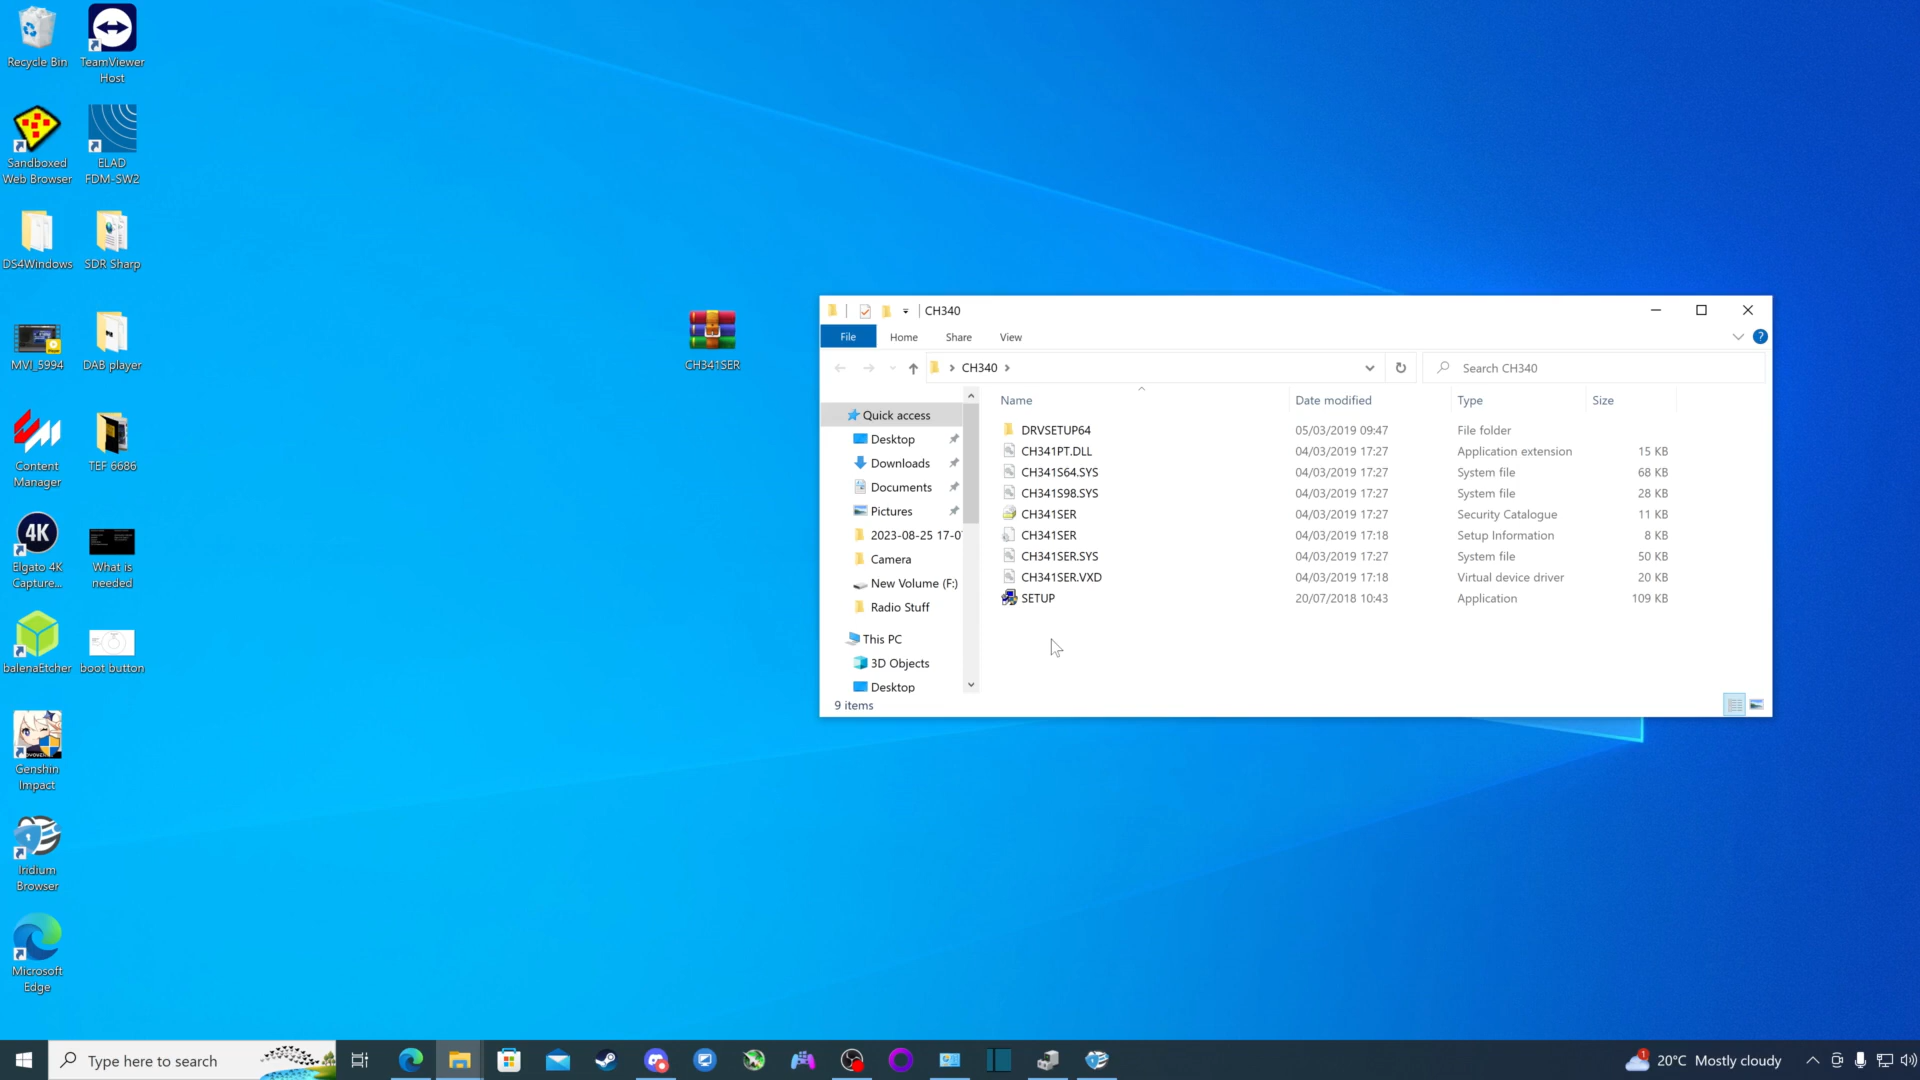 Recycle Bin
TeamViewer
Host
Sandboxed
Web Browser
ELAD
FDM-SW2
DS4Windows
SDR Sharp
MVI_5994
DAB player
Content
Manager
TEF 6686
4K
Elgato 4K
Capture...
What is
needed
balenaEtcher
boot button
Genshin
Impact
Iridium
Browser
Microsoft
Edge
CH341SER
CH340
File
Home
Share
View
CH340
Search CH340
Name
Date modified
Type
Size
DRVSETUP64 05/03/2019 09:47 File folder
CH341PT.DLL 04/03/2019 17:27 Application extension 15 KB
CH341S64.SYS 04/03/2019 17:27 System file 68 KB
CH341S98.SYS 04/03/2019 17:27 System file 28 KB
CH341SER 04/03/2019 17:27 Security Catalogue 11 KB
CH341SER 04/03/2019 17:18 Setup Information 8 KB
CH341SER.SYS 04/03/2019 17:27 System file 50 KB
CH341SER.VXD 04/03/2019 17:18 Virtual device driver 20 KB
SETUP 20/07/2018 10:43 Application 109 KB
Quick access
Desktop
Downloads
Documents
Pictures
2023-08-25 17-0
Camera
New Volume (F:)
Radio Stuff
This PC
3D Objects
Desktop
9 items
Type here to search
1
20°C Mostly cloudy